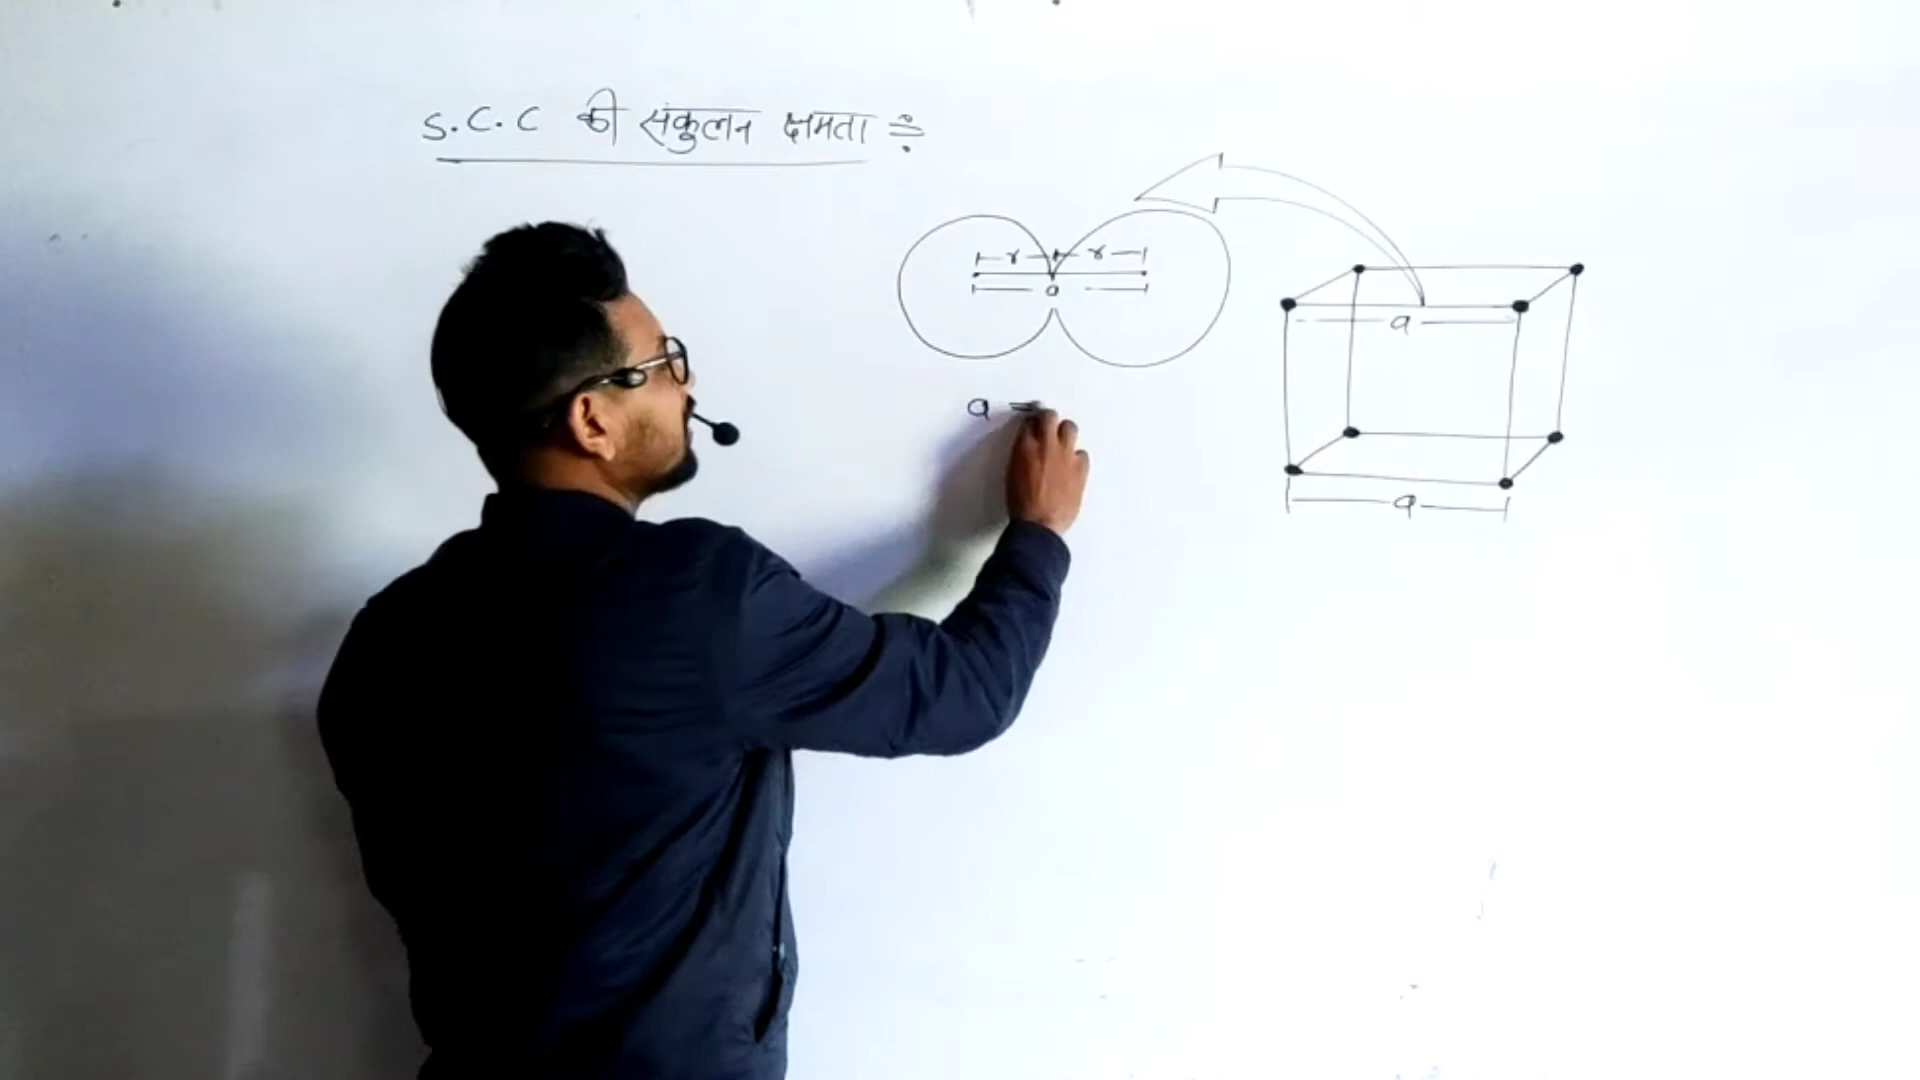 S.C.C की संकुलन क्षमता ÷
r r
a
a
a =
a